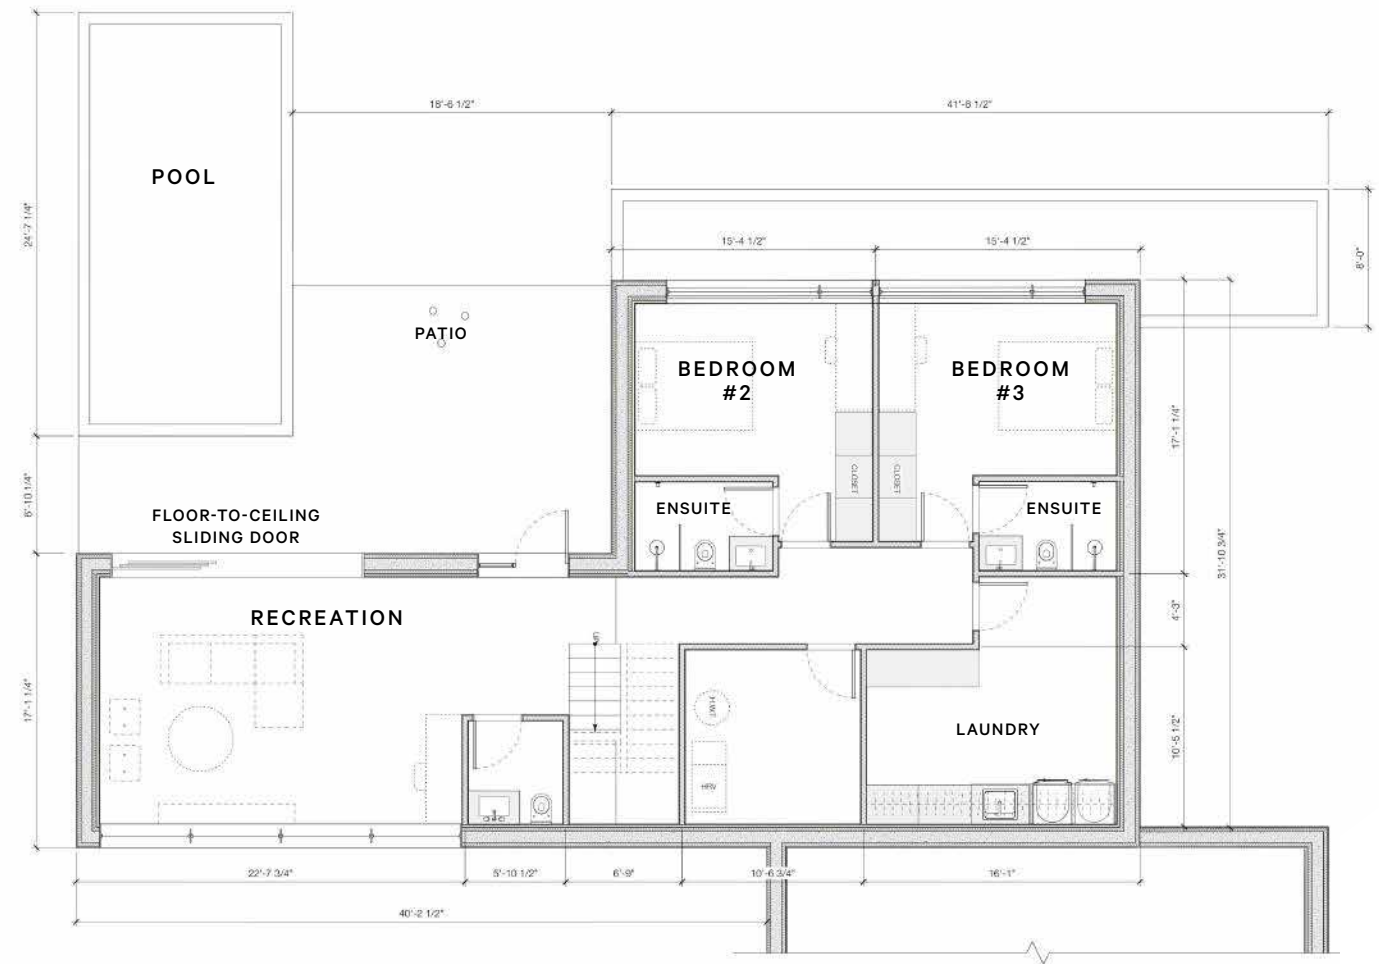 18'-6 1/2"
41'-8 1/2"
POOL
24'-7 1/4"
15'-4 1/2"
15'-4 1/2"
8'-0"
PATIO
BEDROOM
#2
BEDROOM
#3
17'-1 1/4"
CLOSET
CLOSET
6'-10 1/4"
ENSUITE
ENSUITE
FLOOR-TO-CEILING
SLIDING DOOR
31'-10 3/4"
RECREATION
4'-3"
UP
17'-1 1/4"
LAUNDRY
10'-5 1/2"
HRV
22'-7 3/4"
5'-10 1/2"
6'-9"
10'-6 3/4"
16'-1"
40'-2 1/2"